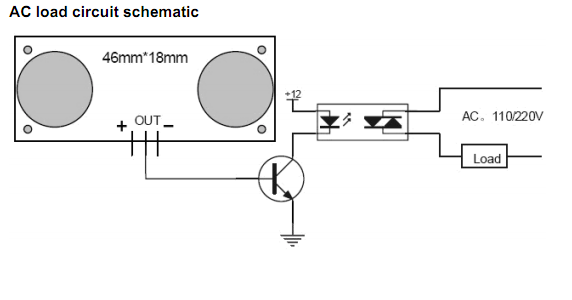 AC load circuit schematic
46mm*18mm
+ OUT -
+12
AC。 110/220V
Load